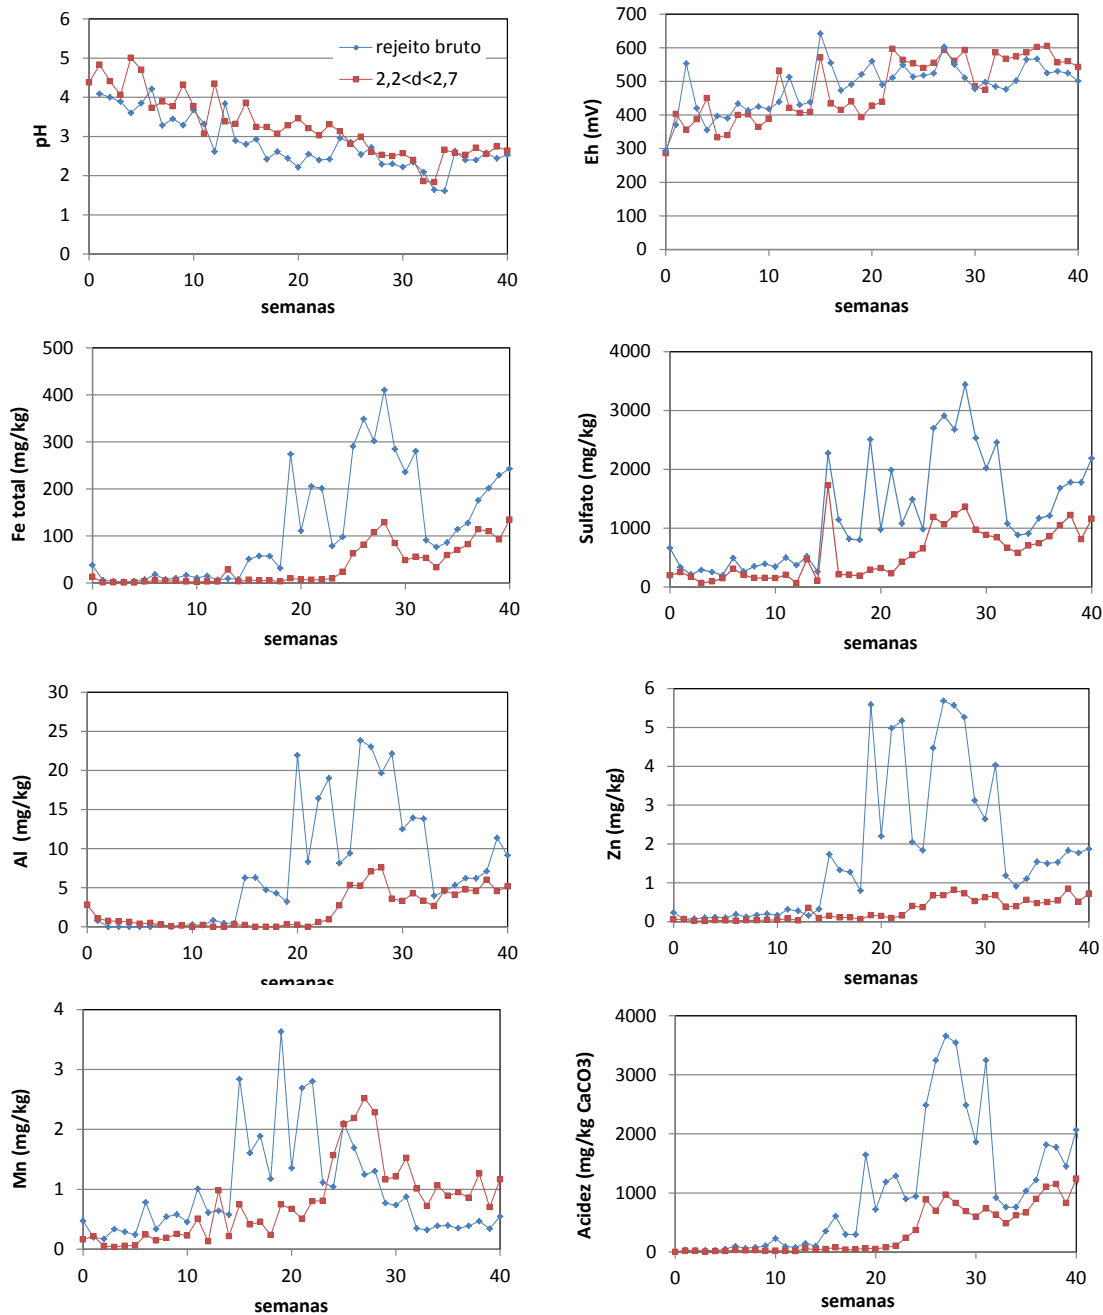 6
5
4
3
2
1
0
pH
rejeito bruto
2,2<d<2,7
0 10 20 30 40
semanas
700
600
500
400
300
200
100
0
Eh (mV)
0 10 20 30 40
semanas
500
400
300
200
100
0
Fe total (mg/kg)
0 10 20 30 40
semanas
4000
3000
2000
1000
0
Sulfato (mg/kg)
0 10 20 30 40
semanas
30
25
20
15
10
5
0
Al (mg/kg)
0 10 20 30 40
semanas
6
5
4
3
2
1
0
Zn (mg/kg)
0 10 20 30 40
semanas
4
3
2
1
0
Mn (mg/kg)
0 10 20 30 40
semanas
4000
3000
2000
1000
0
Acidez (mg/kg CaCO3)
0 10 20 30 40
semanas